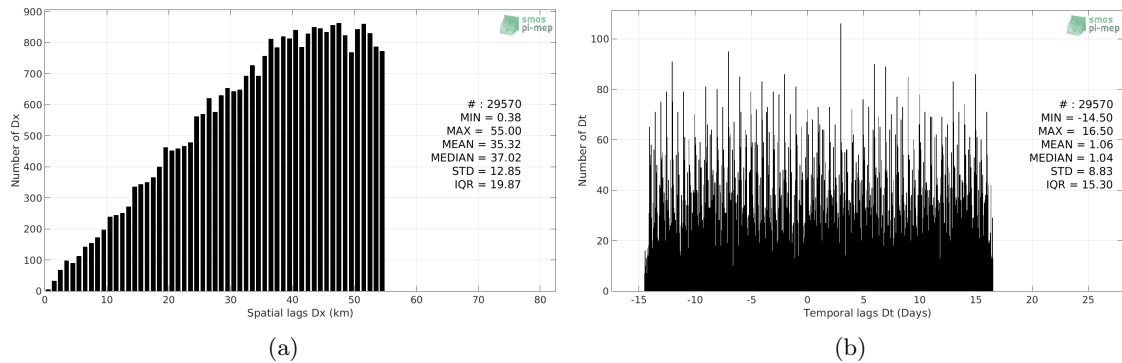 900
800
700
600
500
400
300
200
100
0
Number of Dx
0 10 20 30 40 50 60 70 80
Spatial lags Dx (km)
smos
pi-mep
# : 29570
MIN = 0.38
MAX = 55.00
MEAN = 35.32
MEDIAN = 37.02
STD = 12.85
IQR = 19.87
(a)
100
80
60
40
20
0
Number of Dt
-15 -10 -5 0 5 10 15 20 25
Temporal lags Dt (Days)
smos
pi-mep
# : 29570
MIN = -14.50
MAX = 16.50
MEAN = 1.06
MEDIAN = 1.04
STD = 8.83
IQR = 15.30
(b)